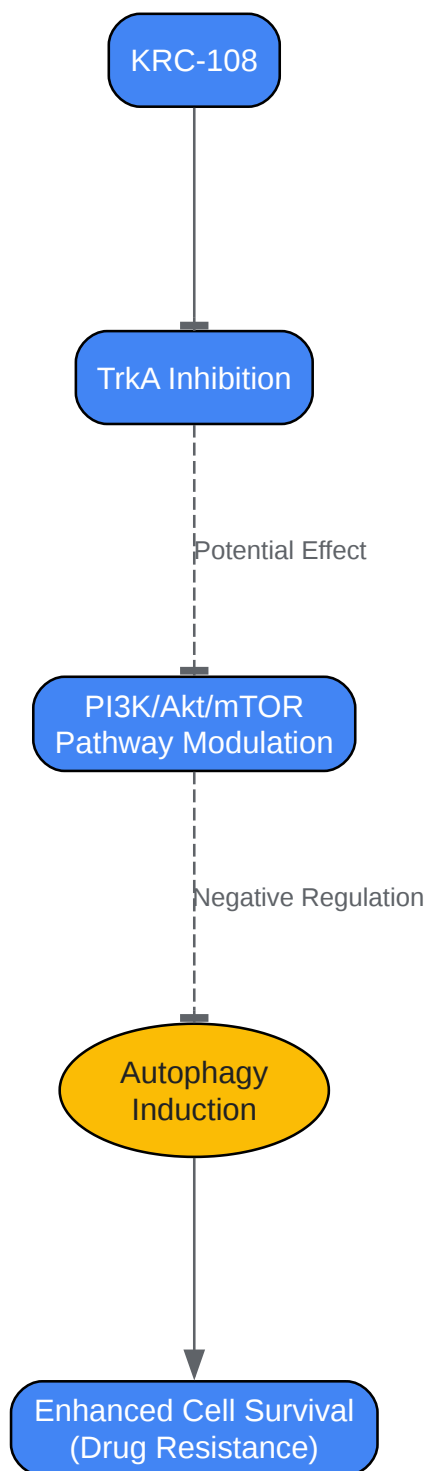 KRC-108
TrkA Inhibition
Potential Effect
PI3K/Akt/mTOR
Pathway Modulation
Negative Regulation
Autophagy
Induction
Enhanced Cell Survival
(Drug Resistance)